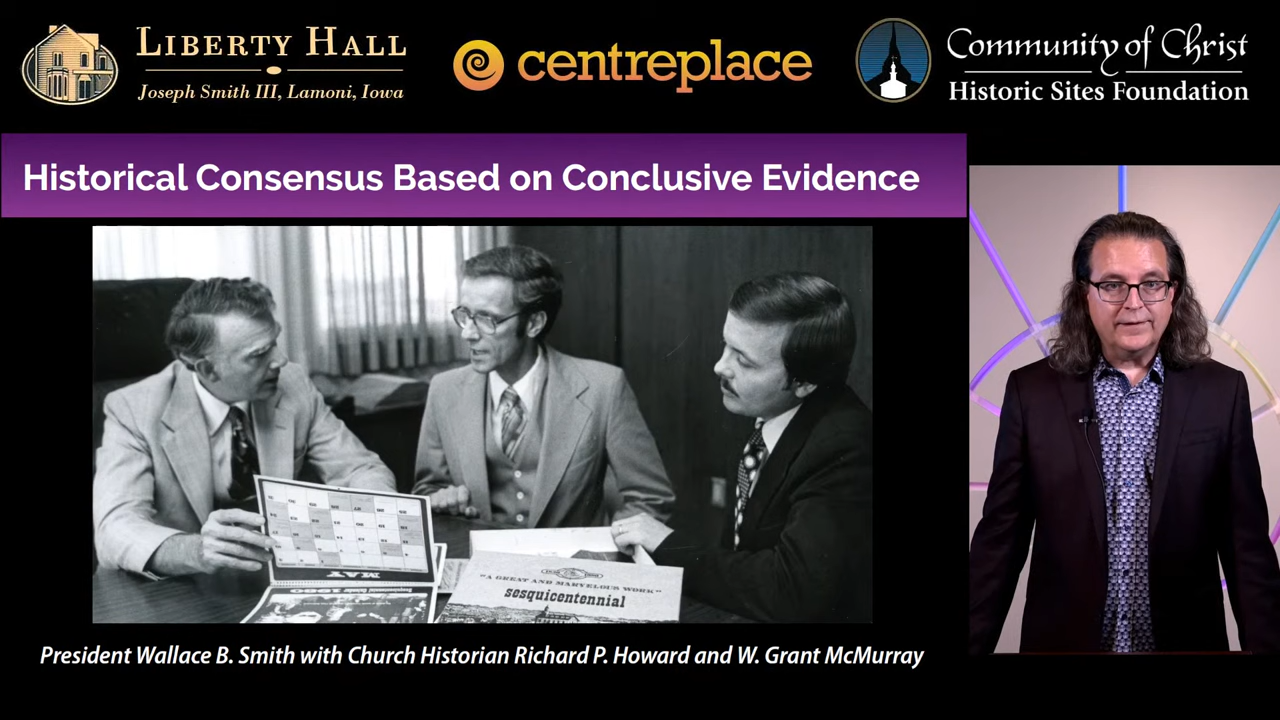 LIBERTY HALL
Joseph Smith III, Lamoni, Iowa
centreplace
Community of Christ
Historic Sites Foundation
Historical Consensus Based on Conclusive Evidence
MAY
1980
"A GREAT AND MARVELOUS WORK"
sesquicentennial
President Wallace B. Smith with Church Historian Richard P. Howard and W. Grant McMurray